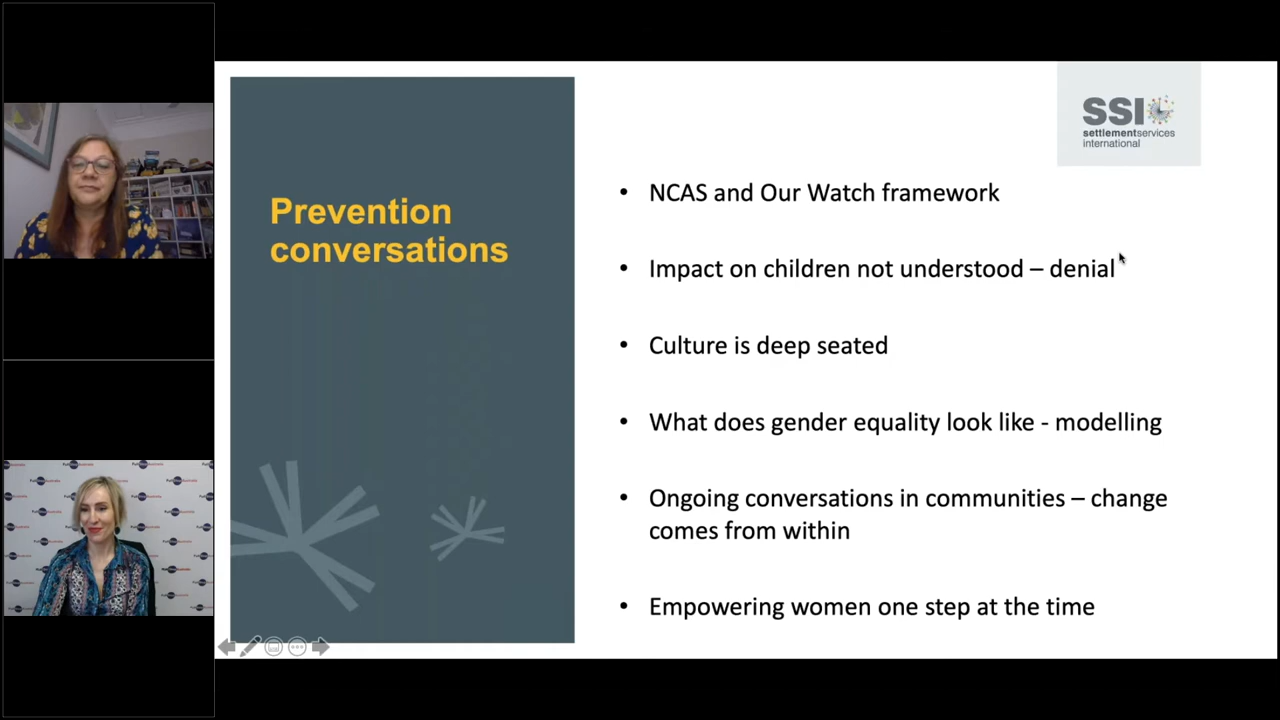 SSI
settlementservices
international
Prevention
conversations
• NCAS and Our Watch framework
• Impact on children not understood – denial
• Culture is deep seated
• What does gender equality look like - modelling
• Ongoing conversations in communities – change
comes from within
• Empowering women one step at the time